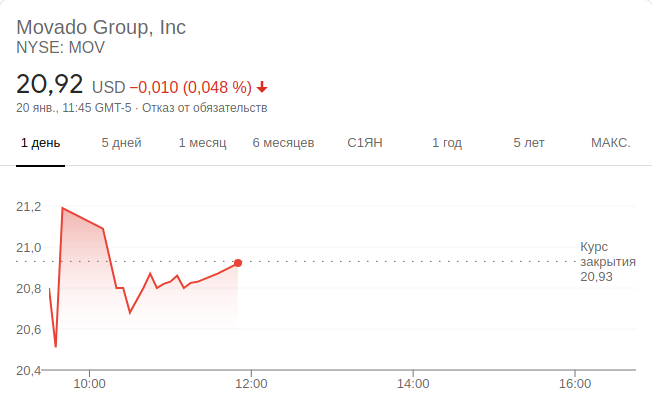 Movado Group, Inc
NYSE: MOV
20,92 USD −0,010 (0,048 %)
20 янв., 11:45 GMT-5 · Отказ от обязательств
1 день 5 дней 1 месяц 6 месяцев С1ЯН 1 год 5 лет МАКС.
21,2
21,0
20,8
20,6
20,4
Курс
закрытия
20,93
10:00 12:00 14:00 16:00